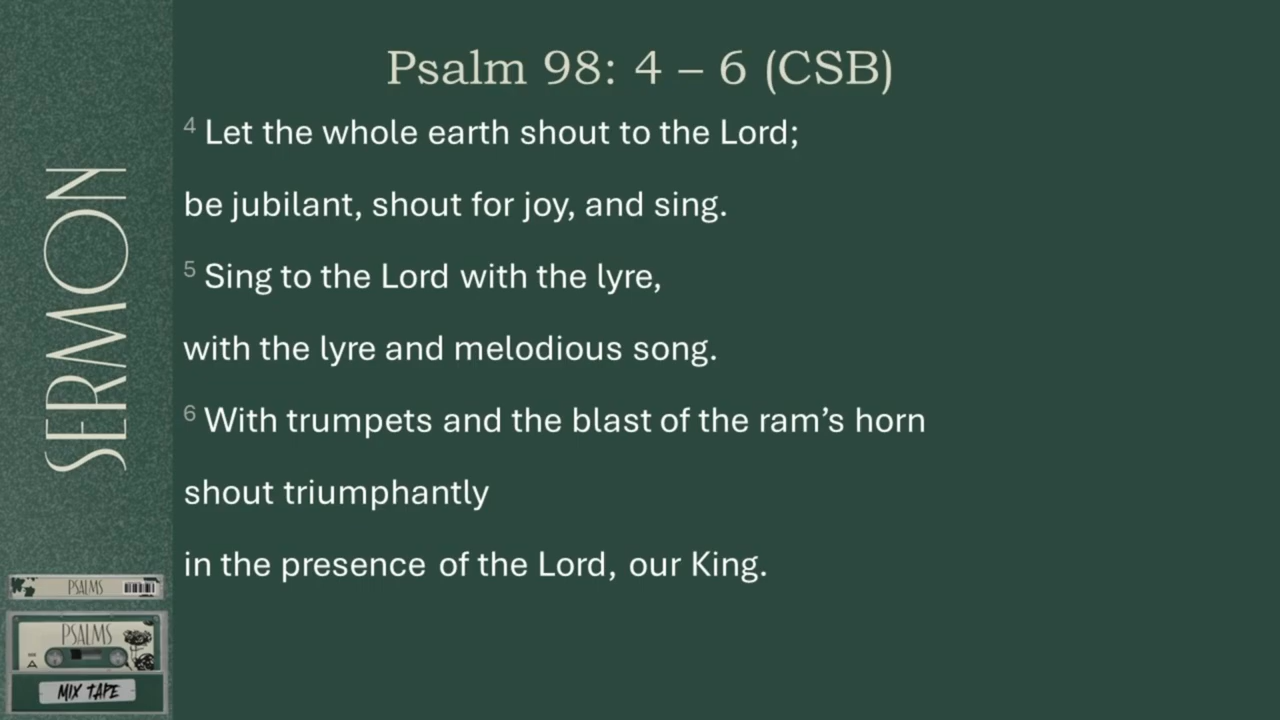 SERMON
Psalm 98: 4 – 6 (CSB)
4 Let the whole earth shout to the Lord;
be jubilant, shout for joy, and sing.
5 Sing to the Lord with the lyre,
with the lyre and melodious song.
6 With trumpets and the blast of the ram’s horn
shout triumphantly
in the presence of the Lord, our King.
PSALMS
PSALMS
A
MIX TAPE